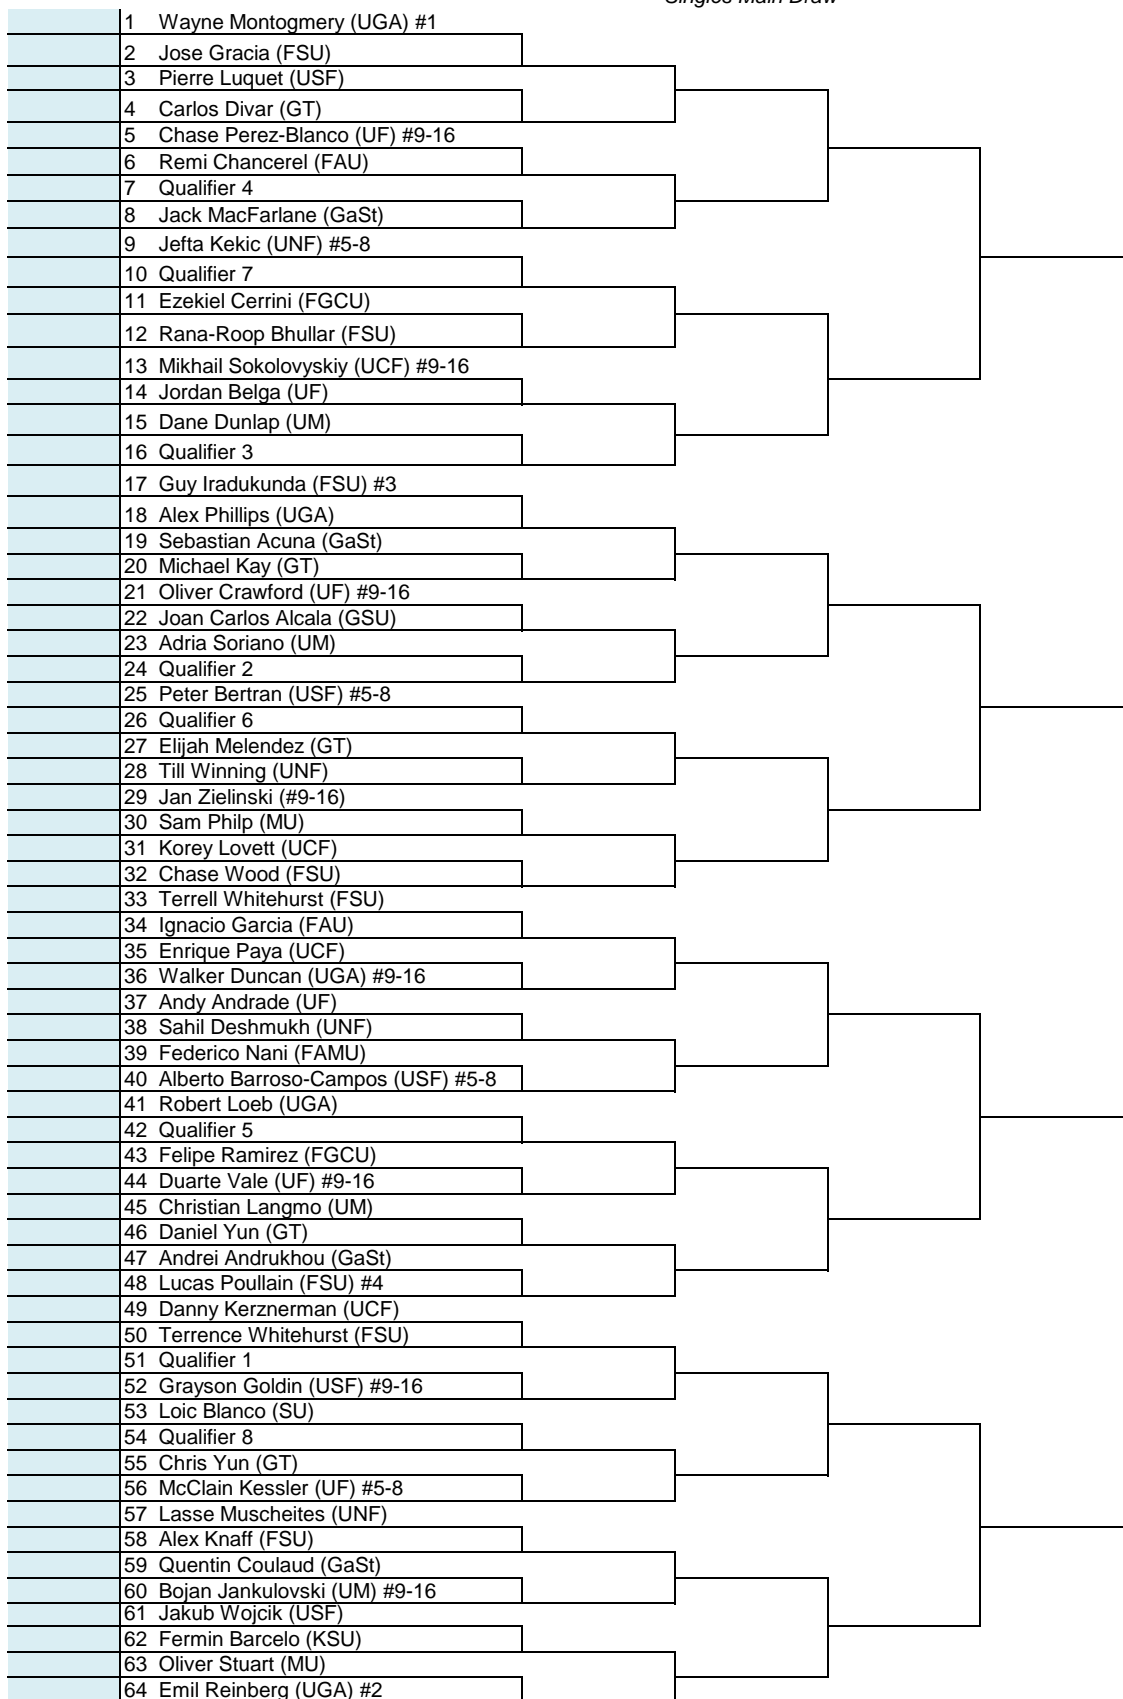 Singles Main Draw
1 Wayne Montogmery (UGA) #1
2 Jose Gracia (FSU)
3 Pierre Luquet (USF)
4 Carlos Divar (GT)
5 Chase Perez-Blanco (UF) #9-16
6 Remi Chancerel (FAU)
7 Qualifier 4
8 Jack MacFarlane (GaSt)
9 Jefta Kekic (UNF) #5-8
10 Qualifier 7
11 Ezekiel Cerrini (FGCU)
12 Rana-Roop Bhullar (FSU)
13 Mikhail Sokolovyskiy (UCF) #9-16
14 Jordan Belga (UF)
15 Dane Dunlap (UM)
16 Qualifier 3
17 Guy Iradukunda (FSU) #3
18 Alex Phillips (UGA)
19 Sebastian Acuna (GaSt)
20 Michael Kay (GT)
21 Oliver Crawford (UF) #9-16
22 Joan Carlos Alcala (GSU)
23 Adria Soriano (UM)
24 Qualifier 2
25 Peter Bertran (USF) #5-8
26 Qualifier 6
27 Elijah Melendez (GT)
28 Till Winning (UNF)
29 Jan Zielinski (#9-16)
30 Sam Philp (MU)
31 Korey Lovett (UCF)
32 Chase Wood (FSU)
33 Terrell Whitehurst (FSU)
34 Ignacio Garcia (FAU)
35 Enrique Paya (UCF)
36 Walker Duncan (UGA) #9-16
37 Andy Andrade (UF)
38 Sahil Deshmukh (UNF)
39 Federico Nani (FAMU)
40 Alberto Barroso-Campos (USF) #5-8
41 Robert Loeb (UGA)
42 Qualifier 5
43 Felipe Ramirez (FGCU)
44 Duarte Vale (UF) #9-16
45 Christian Langmo (UM)
46 Daniel Yun (GT)
47 Andrei Andrukhou (GaSt)
48 Lucas Poullain (FSU) #4
49 Danny Kerznerman (UCF)
50 Terrence Whitehurst (FSU)
51 Qualifier 1
52 Grayson Goldin (USF) #9-16
53 Loic Blanco (SU)
54 Qualifier 8
55 Chris Yun (GT)
56 McClain Kessler (UF) #5-8
57 Lasse Muscheites (UNF)
58 Alex Knaff (FSU)
59 Quentin Coulaud (GaSt)
60 Bojan Jankulovski (UM) #9-16
61 Jakub Wojcik (USF)
62 Fermin Barcelo (KSU)
63 Oliver Stuart (MU)
64 Emil Reinberg (UGA) #2